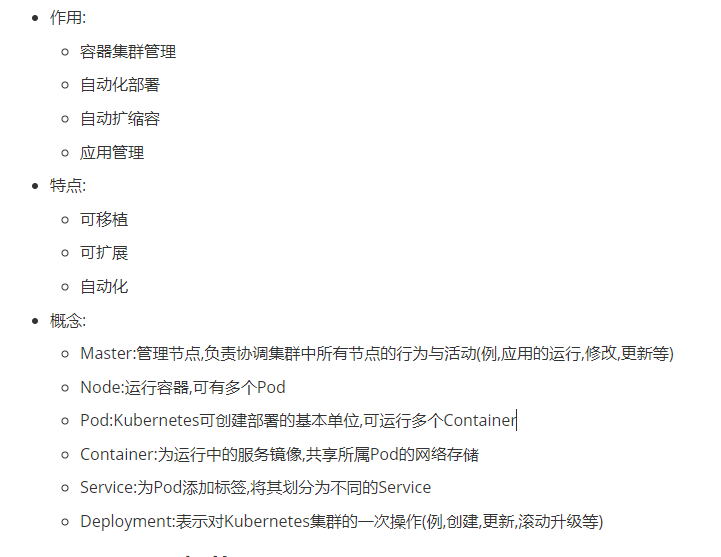 作用:
容器集群管理
自动化部署
自动扩缩容
应用管理
特点:
可移植
可扩展
自动化
概念:
Master:管理节点,负责协调集群中所有节点的行为与活动(例,应用的运行,修改,更新等)
Node:运行容器,可有多个Pod
Pod:Kubernetes可创建部署的基本单位,可运行多个Container
Container:为运行中的服务镜像,共享所属Pod的网络存储
Service:为Pod添加标签,将其划分为不同的Service
Deployment:表示对Kubernetes集群的一次操作(例,创建,更新,滚动升级等)